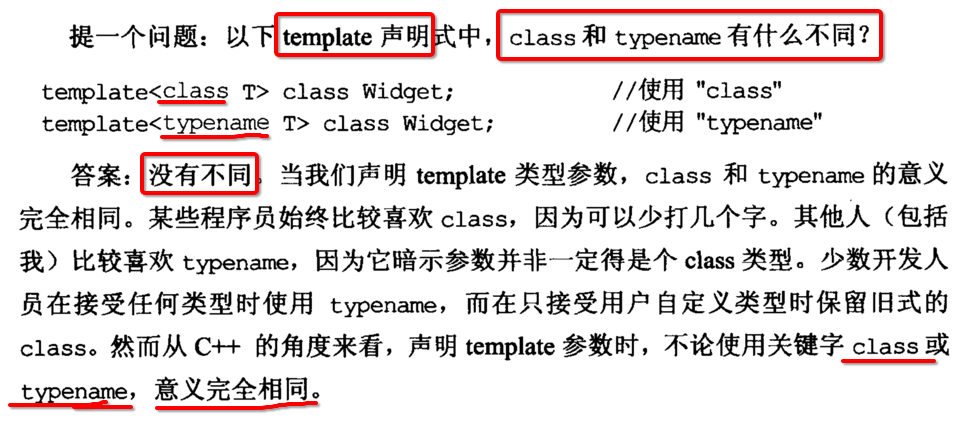 提一个问题：以下 template 声明式中，class 和 typename 有什么不同？
template<class T> class Widget; //使用 "class"
template<typename T> class Widget; //使用 "typename"
答案：没有不同。当我们声明 template 类型参数，class 和 typename 的意义
完全相同。某些程序员始终比较喜欢 class，因为可以少打几个字。其他人（包括
我）比较喜欢 typename，因为它暗示参数并非一定得是个 class 类型。少数开发人
员在接受任何类型时使用 typename，而在只接受用户自定义类型时保留旧式的
class。然而从 C++ 的角度来看，声明 template 参数时，不论使用关键字 class 或
typename，意义完全相同。